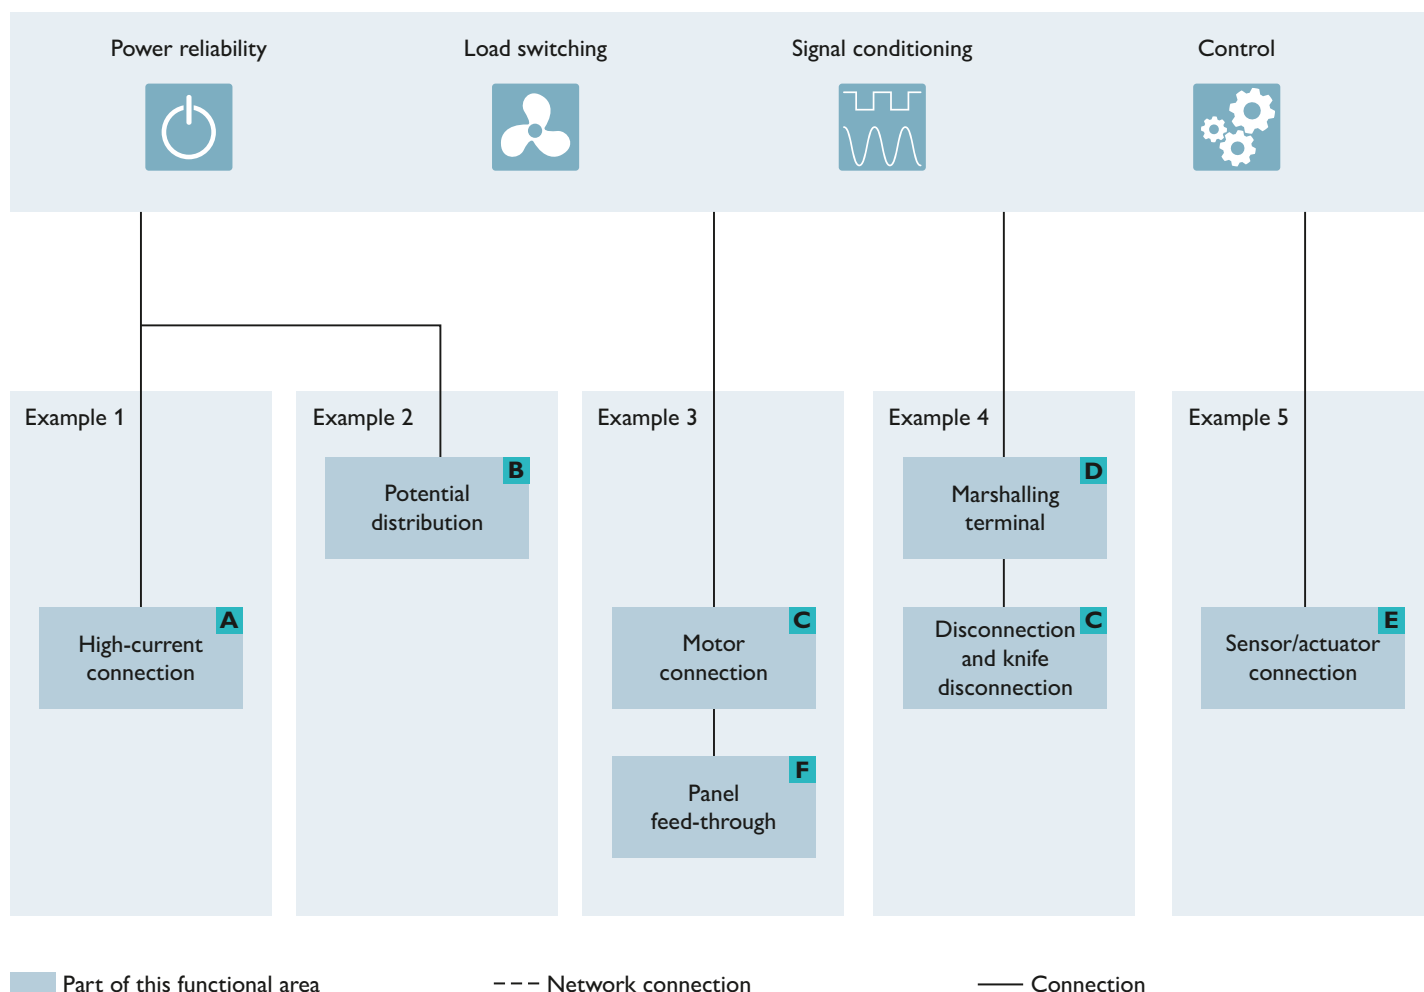 Power reliability
Load switching
Signal conditioning
Control
Example 1
A
High-current
connection
Example 2
B
Potential
distribution
Example 3
C
Motor
connection
F
Panel
feed-through
Example 4
D
Marshalling
terminal
C
Disconnection
and knife
disconnection
Example 5
E
Sensor/actuator
connection
Part of this functional area
Network connection
Connection